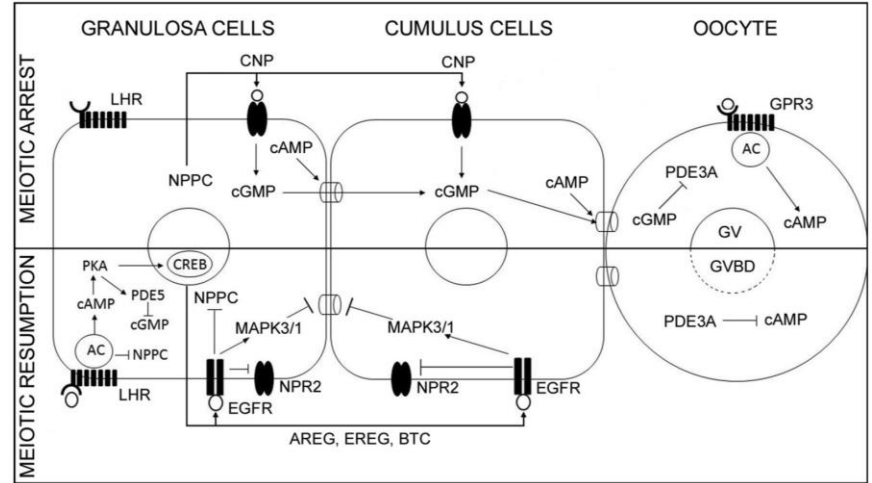 GRANULOSA CELLS
CUMULUS CELLS
OOCYTE
MEIOTIC ARREST
CNP
CNP
LHR
GPR3
AC
cAMP
NPPC
cGMP
cGMP
cAMP
PDE3A
cGMP
cAMP
GV
MEIOTIC RESUMPTION
GVBD
PKA
CREB
PDE5
cAMP
cGMP
NPPC
MAPK3/1
MAPK3/1
PDE3A
cAMP
AC
NPPC
LHR
NPR2
EGFR
NPR2
EGFR
AREG, EREG, BTC